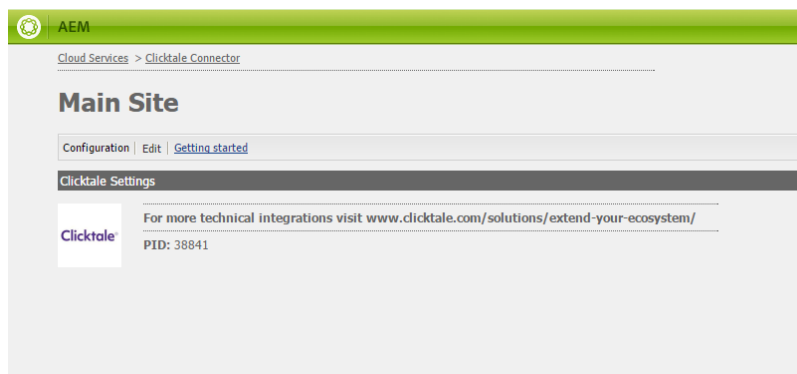 AEM
Cloud Services > Clicktale Connector
Main Site
Configuration | Edit | Getting started
Clicktale Settings
For more technical integrations visit www.clicktale.com/solutions/extend-your-ecosystem/
Clicktale
PID: 38841